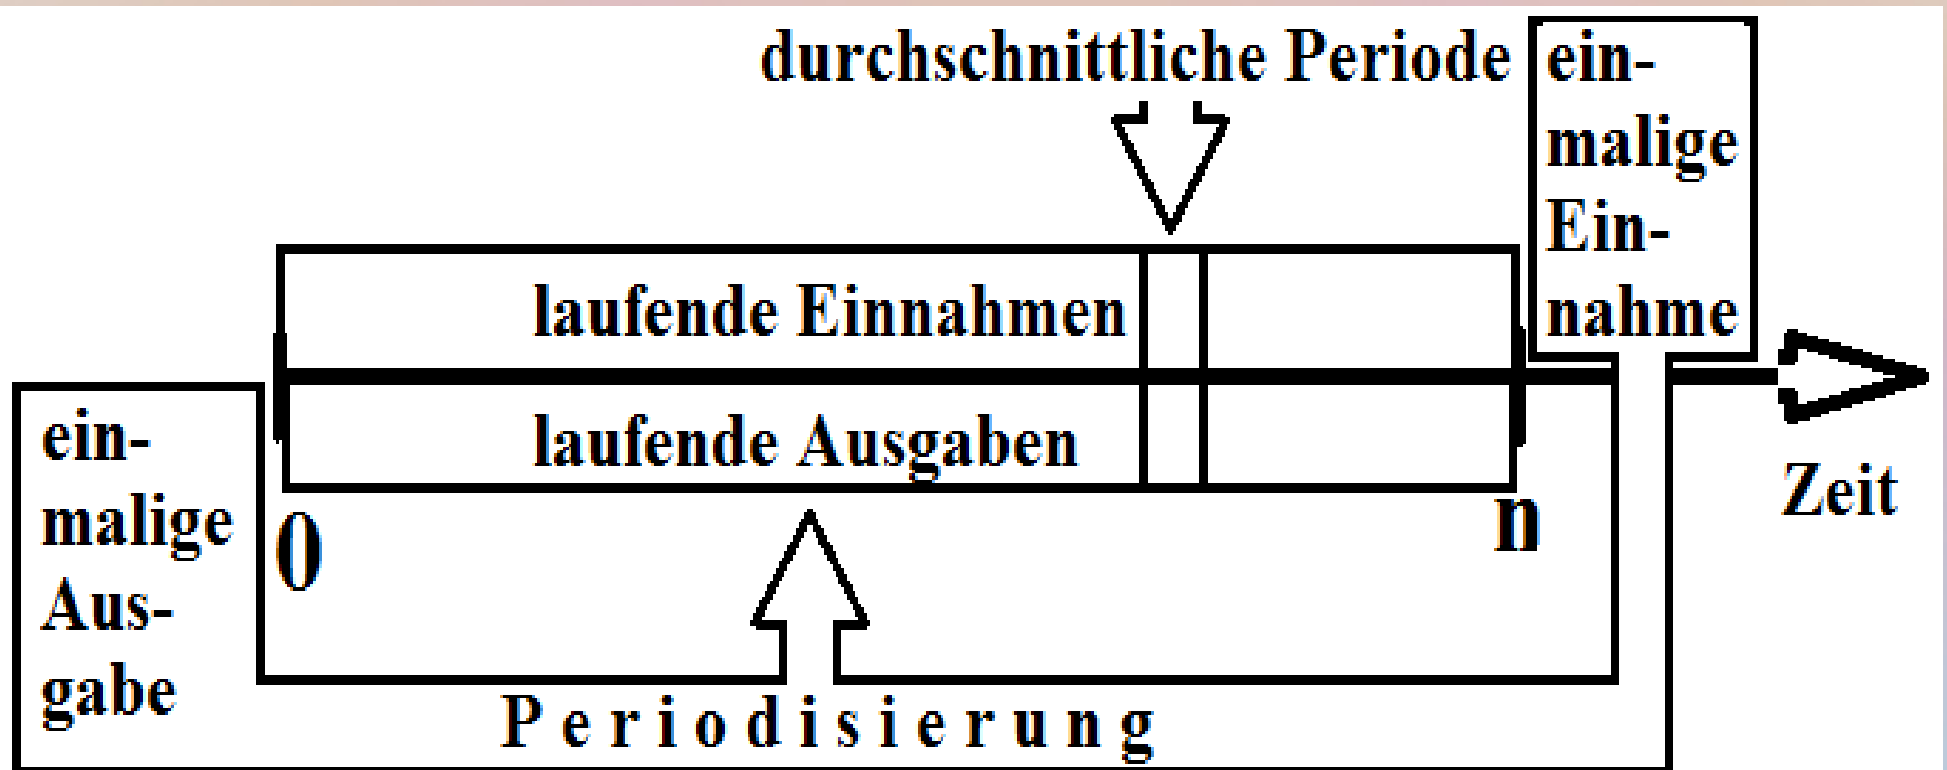 durchschnittliche Periode
ein-
malige
Ein-
nahme
laufende Einnahmen
laufende Ausgaben
ein-
malige
Aus-
gabe
0
n
Zeit
Periodisierung